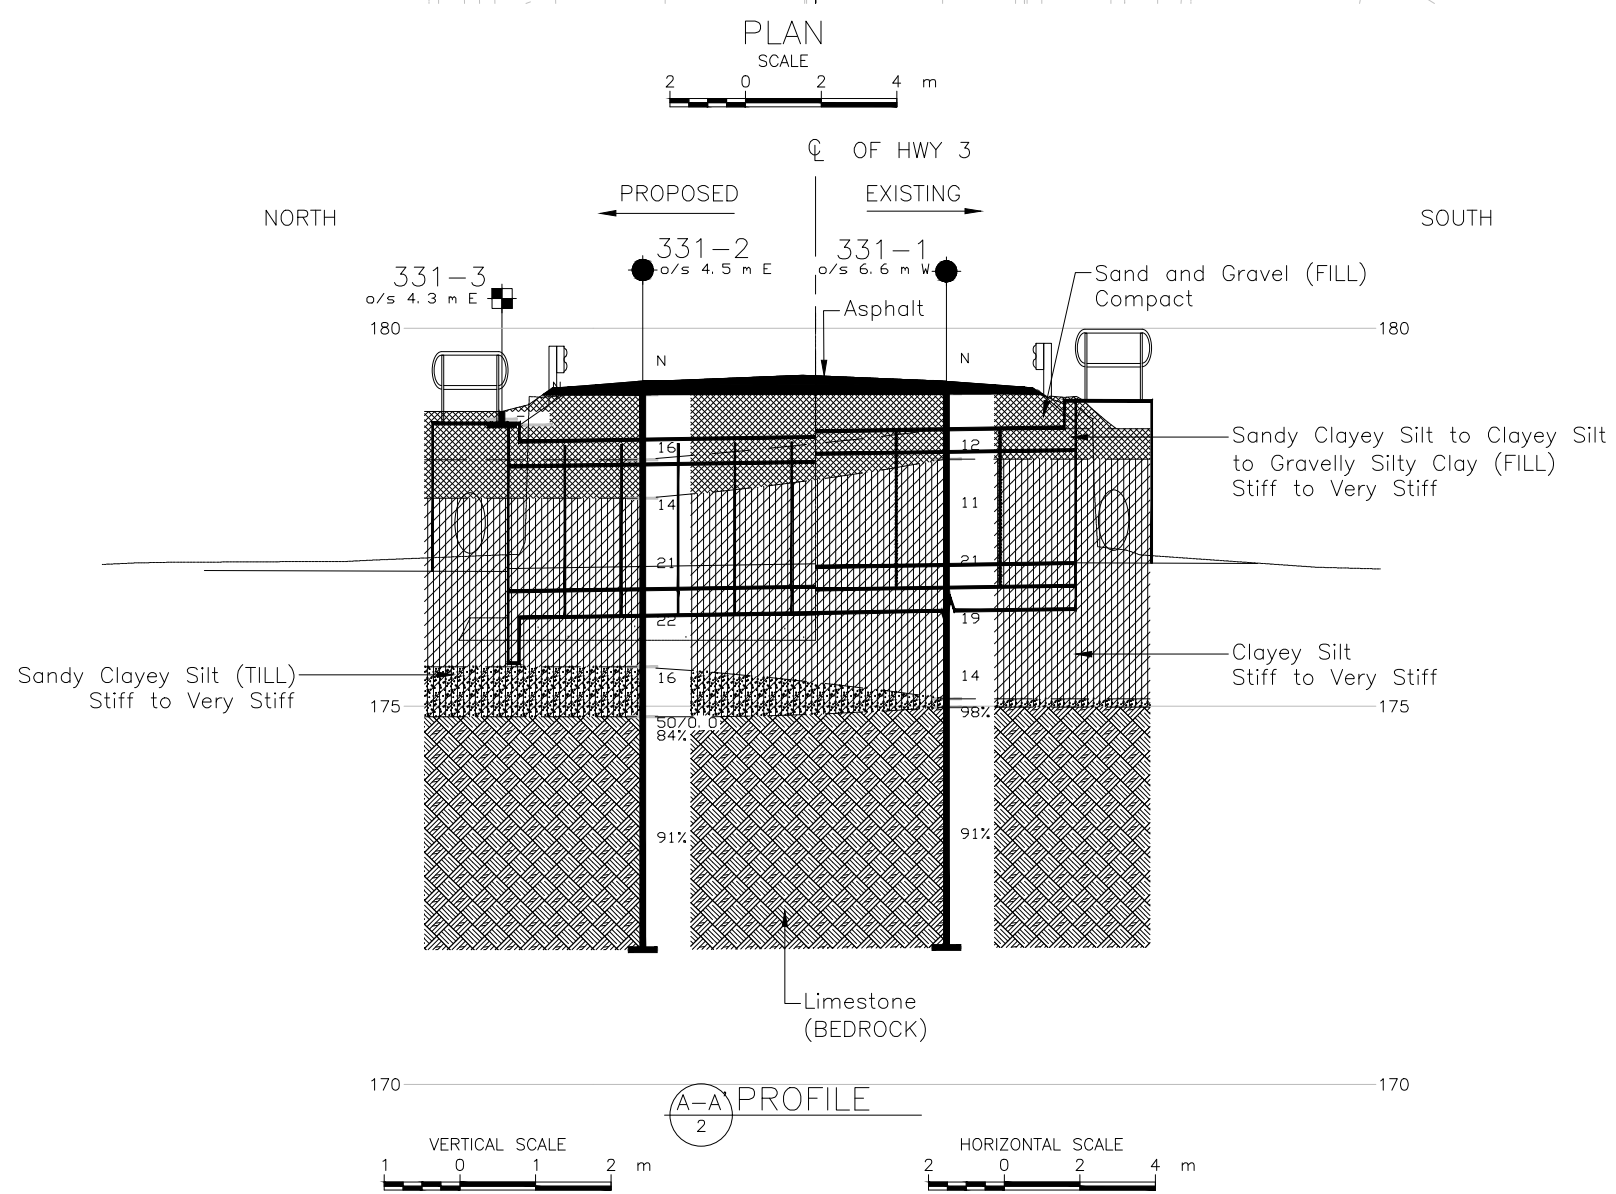 PLAN
SCALE
2 0 2 4 m
℄ OF HWY 3
PROPOSED EXISTING
NORTH SOUTH
331-2 331-1
o/s 4.5 m E o/s 6.6 m W
331-3
o/s 4.3 m E
Sand and Gravel (FILL)
Compact
Asphalt
180 180
N N
N
16 12
Sandy Clayey Silt to Clayey Silt
to Gravelly Silty Clay (FILL)
Stiff to Very Stiff
14 11
21 21
22 19
Clayey Silt
Stiff to Very Stiff
Sandy Clayey Silt (TILL)
Stiff to Very Stiff
16 14
175 175
50/0.0 98%
84%
91% 91%
Limestone
(BEDROCK)
170 170
A-A' PROFILE
2
VERTICAL SCALE HORIZONTAL SCALE
1 0 1 2 m 2 0 2 4 m